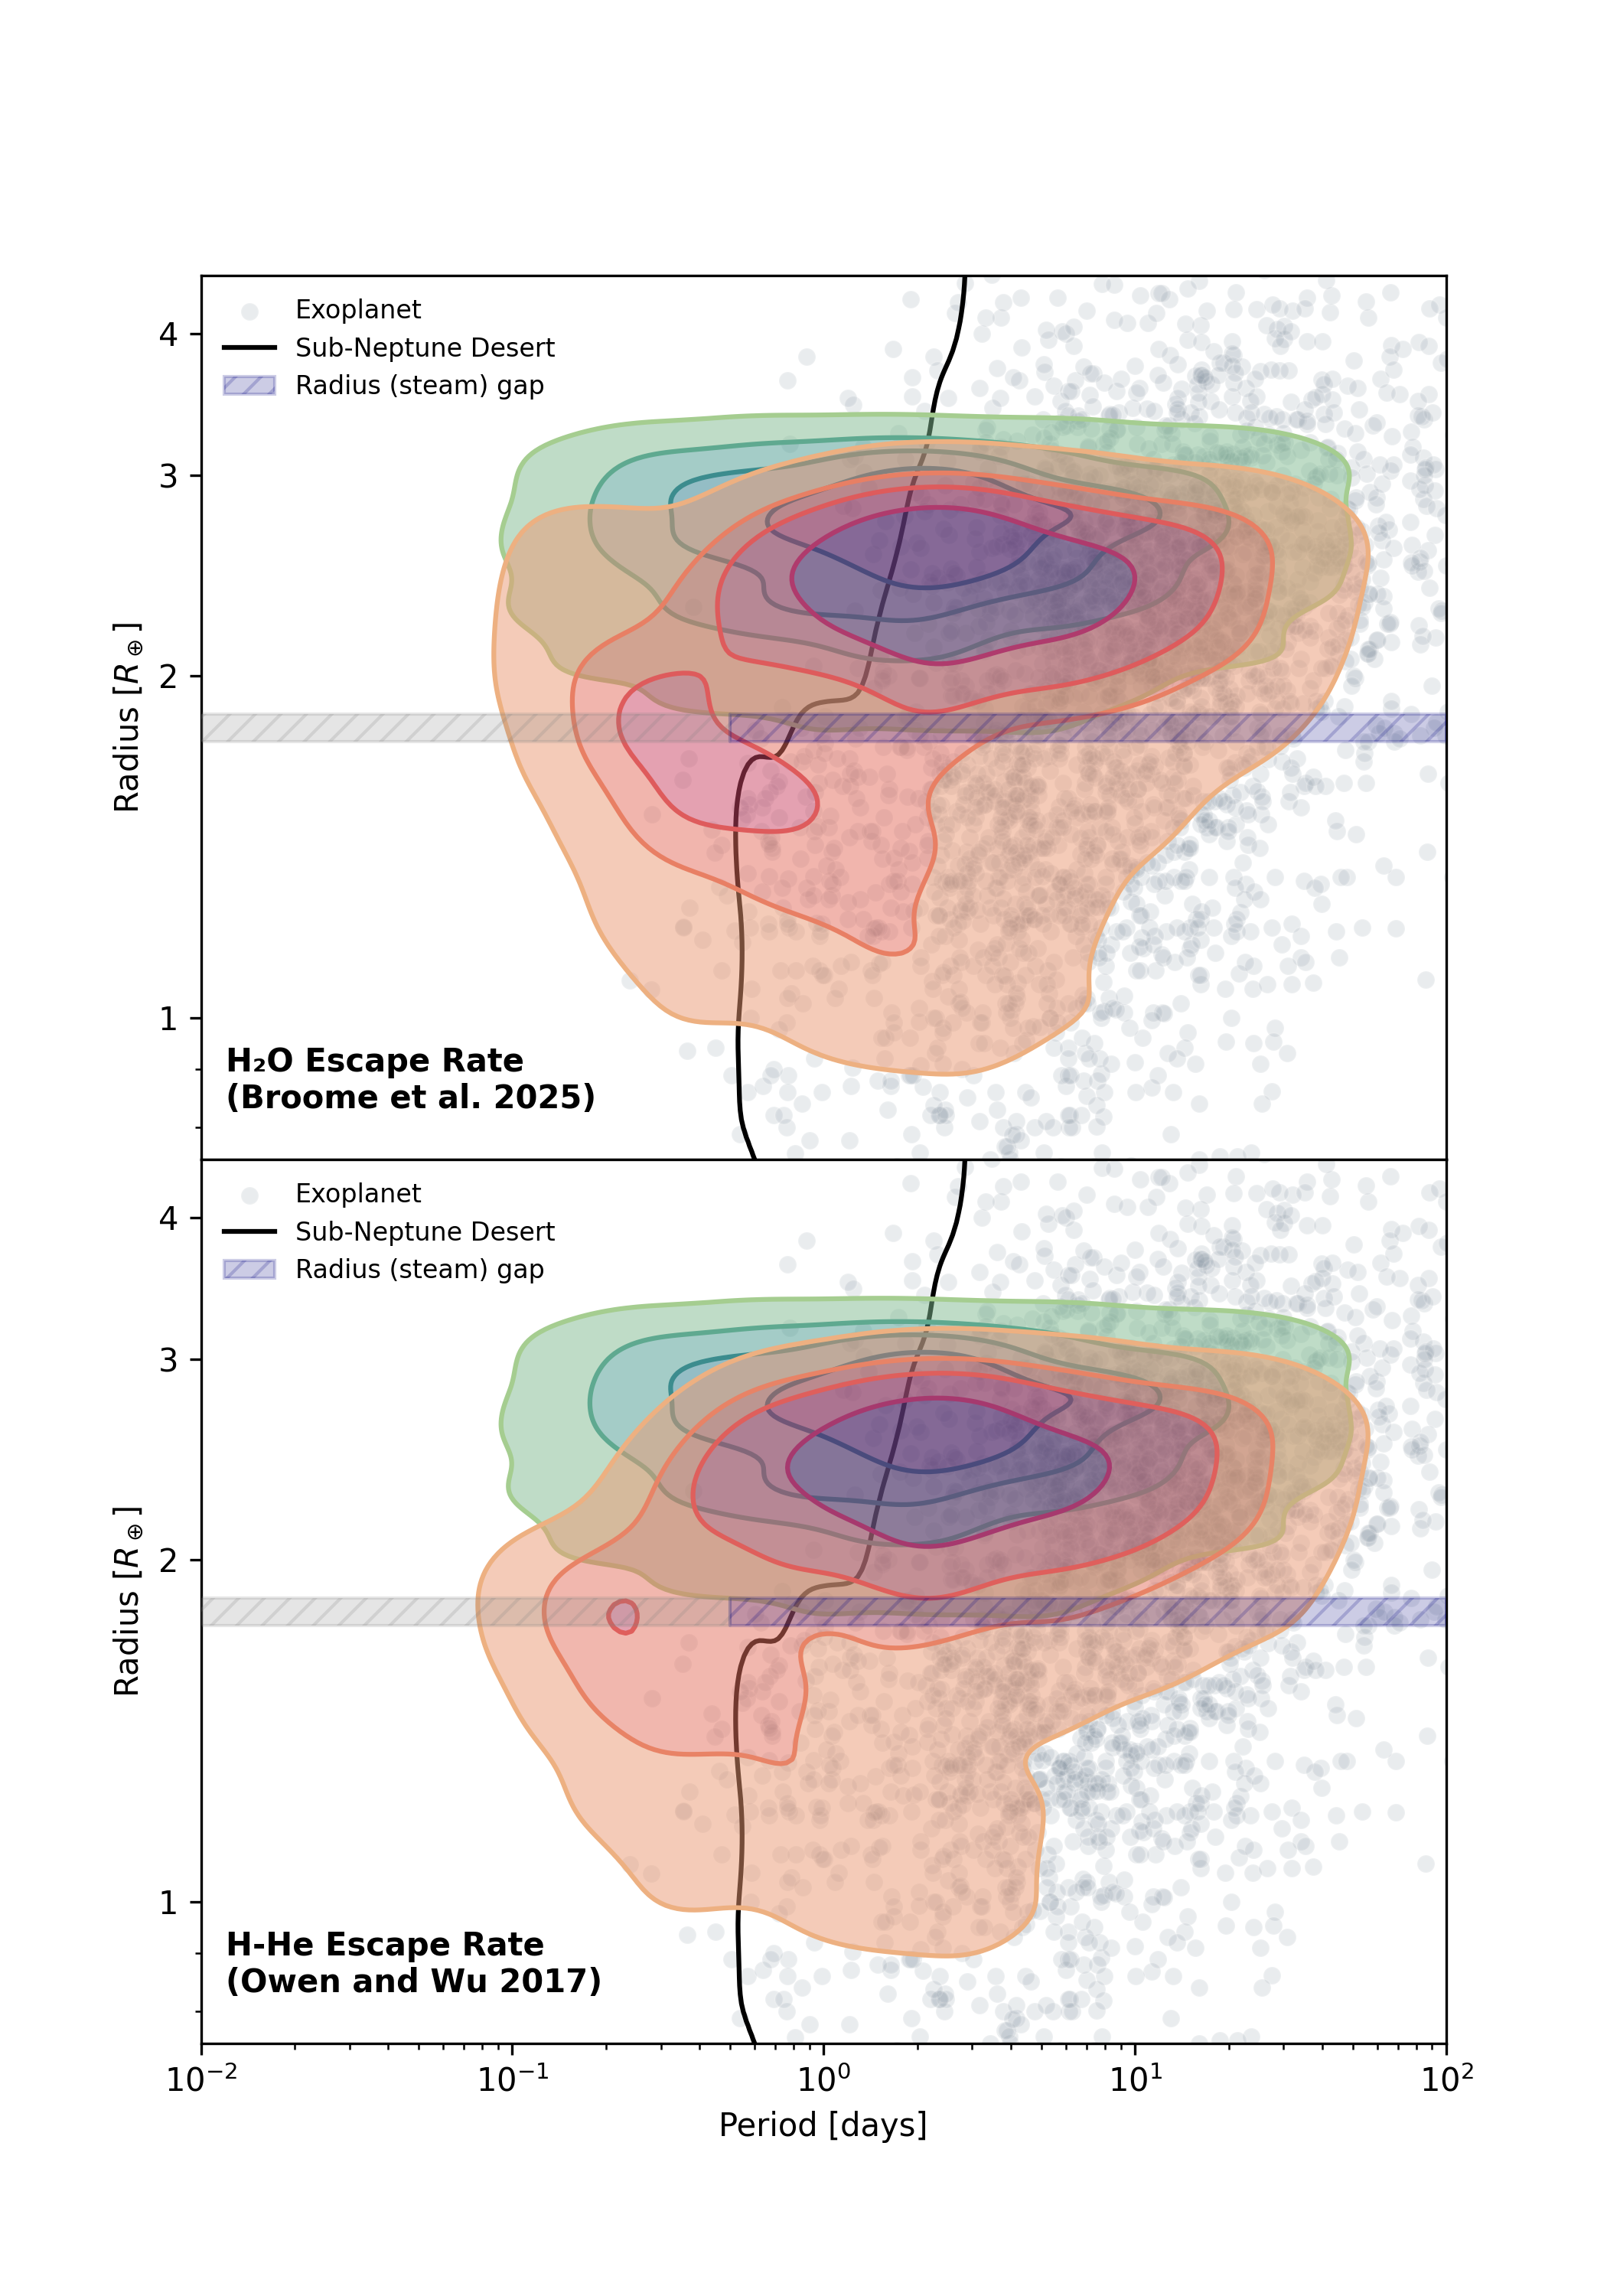 Exoplanet
Sub-Neptune Desert
Radius (steam) gap
4
3
2
1
Radius [R⊕]
H₂O Escape Rate
(Broome et al. 2025)
Exoplanet
Sub-Neptune Desert
Radius (steam) gap
4
3
2
1
Radius [R⊕]
H-He Escape Rate
(Owen and Wu 2017)
10⁻² 10⁻¹ 10⁰ 10¹ 10²
Period [days]